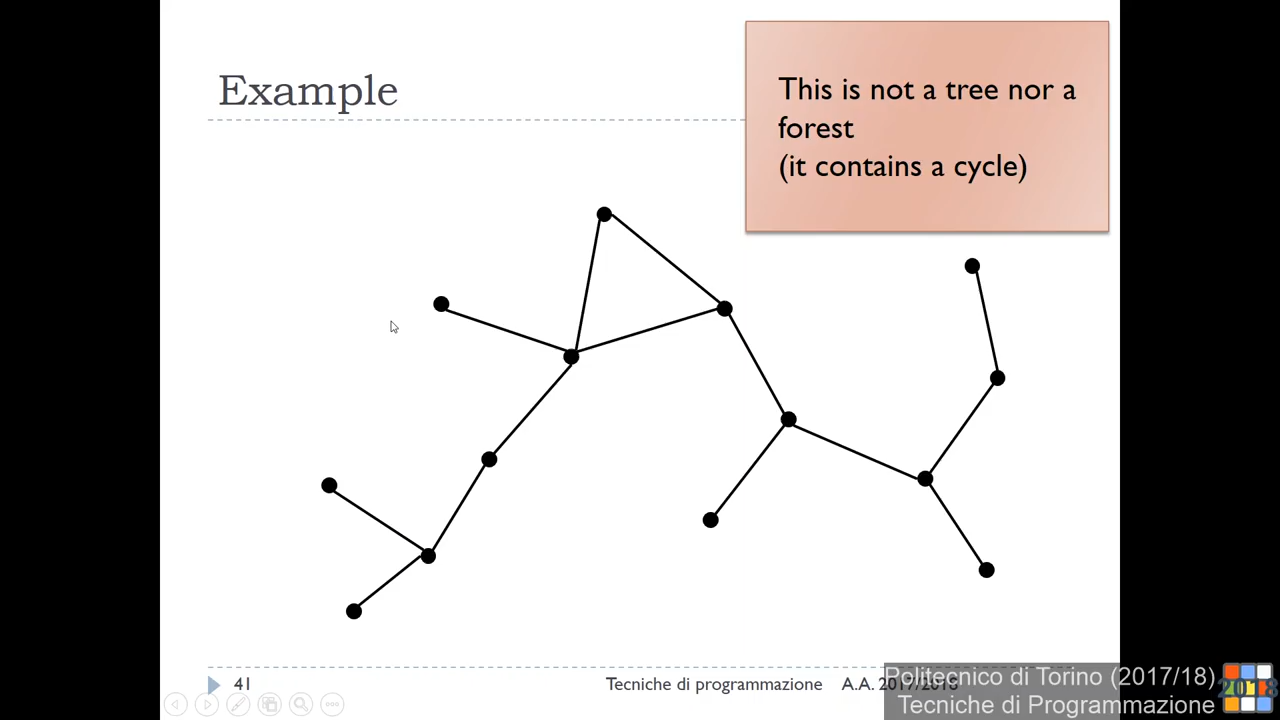 Example
This is not a tree nor a
forest
(it contains a cycle)
41
Tecniche di programmazione A.A. 2017/2018
Politecnico di Torino (2017/18)
Tecniche di Programmazione
2018